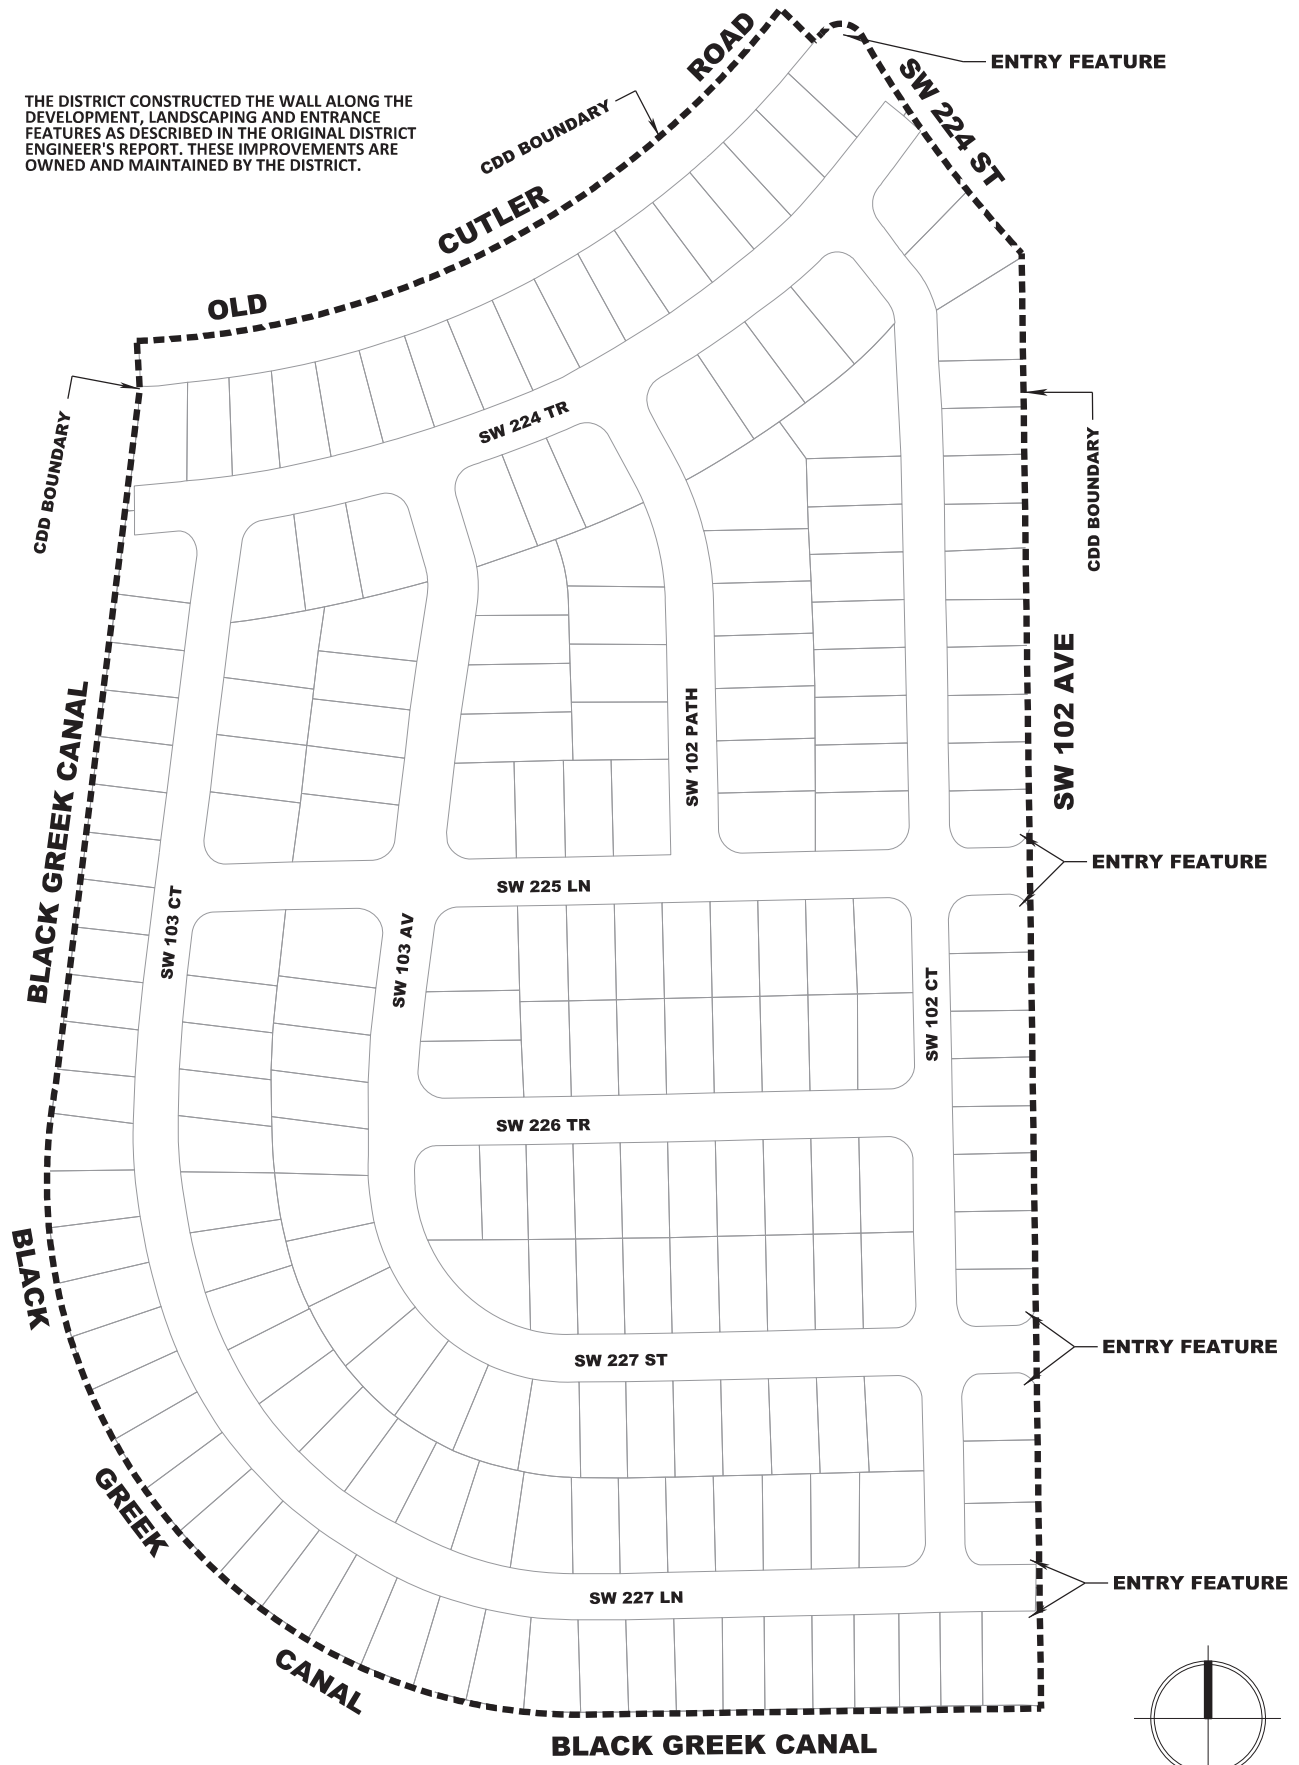 ROAD
ENTRY FEATURE
SW 224 ST
THE DISTRICT CONSTRUCTED THE WALL ALONG THE
DEVELOPMENT, LANDSCAPING AND ENTRANCE
FEATURES AS DESCRIBED IN THE ORIGINAL DISTRICT
ENGINEER'S REPORT. THESE IMPROVEMENTS ARE
OWNED AND MAINTAINED BY THE DISTRICT.
CDD BOUNDARY
CUTLER
OLD
CDD BOUNDARY
SW 224 TR
CDD BOUNDARY
SW 102 AVE
BLACK GREEK CANAL
SW 102 PATH
ENTRY FEATURE
SW 225 LN
SW 103 CT
SW 103 AV
SW 102 CT
SW 226 TR
BLACK
ENTRY FEATURE
SW 227 ST
GREEK
ENTRY FEATURE
SW 227 LN
CANAL
BLACK GREEK CANAL